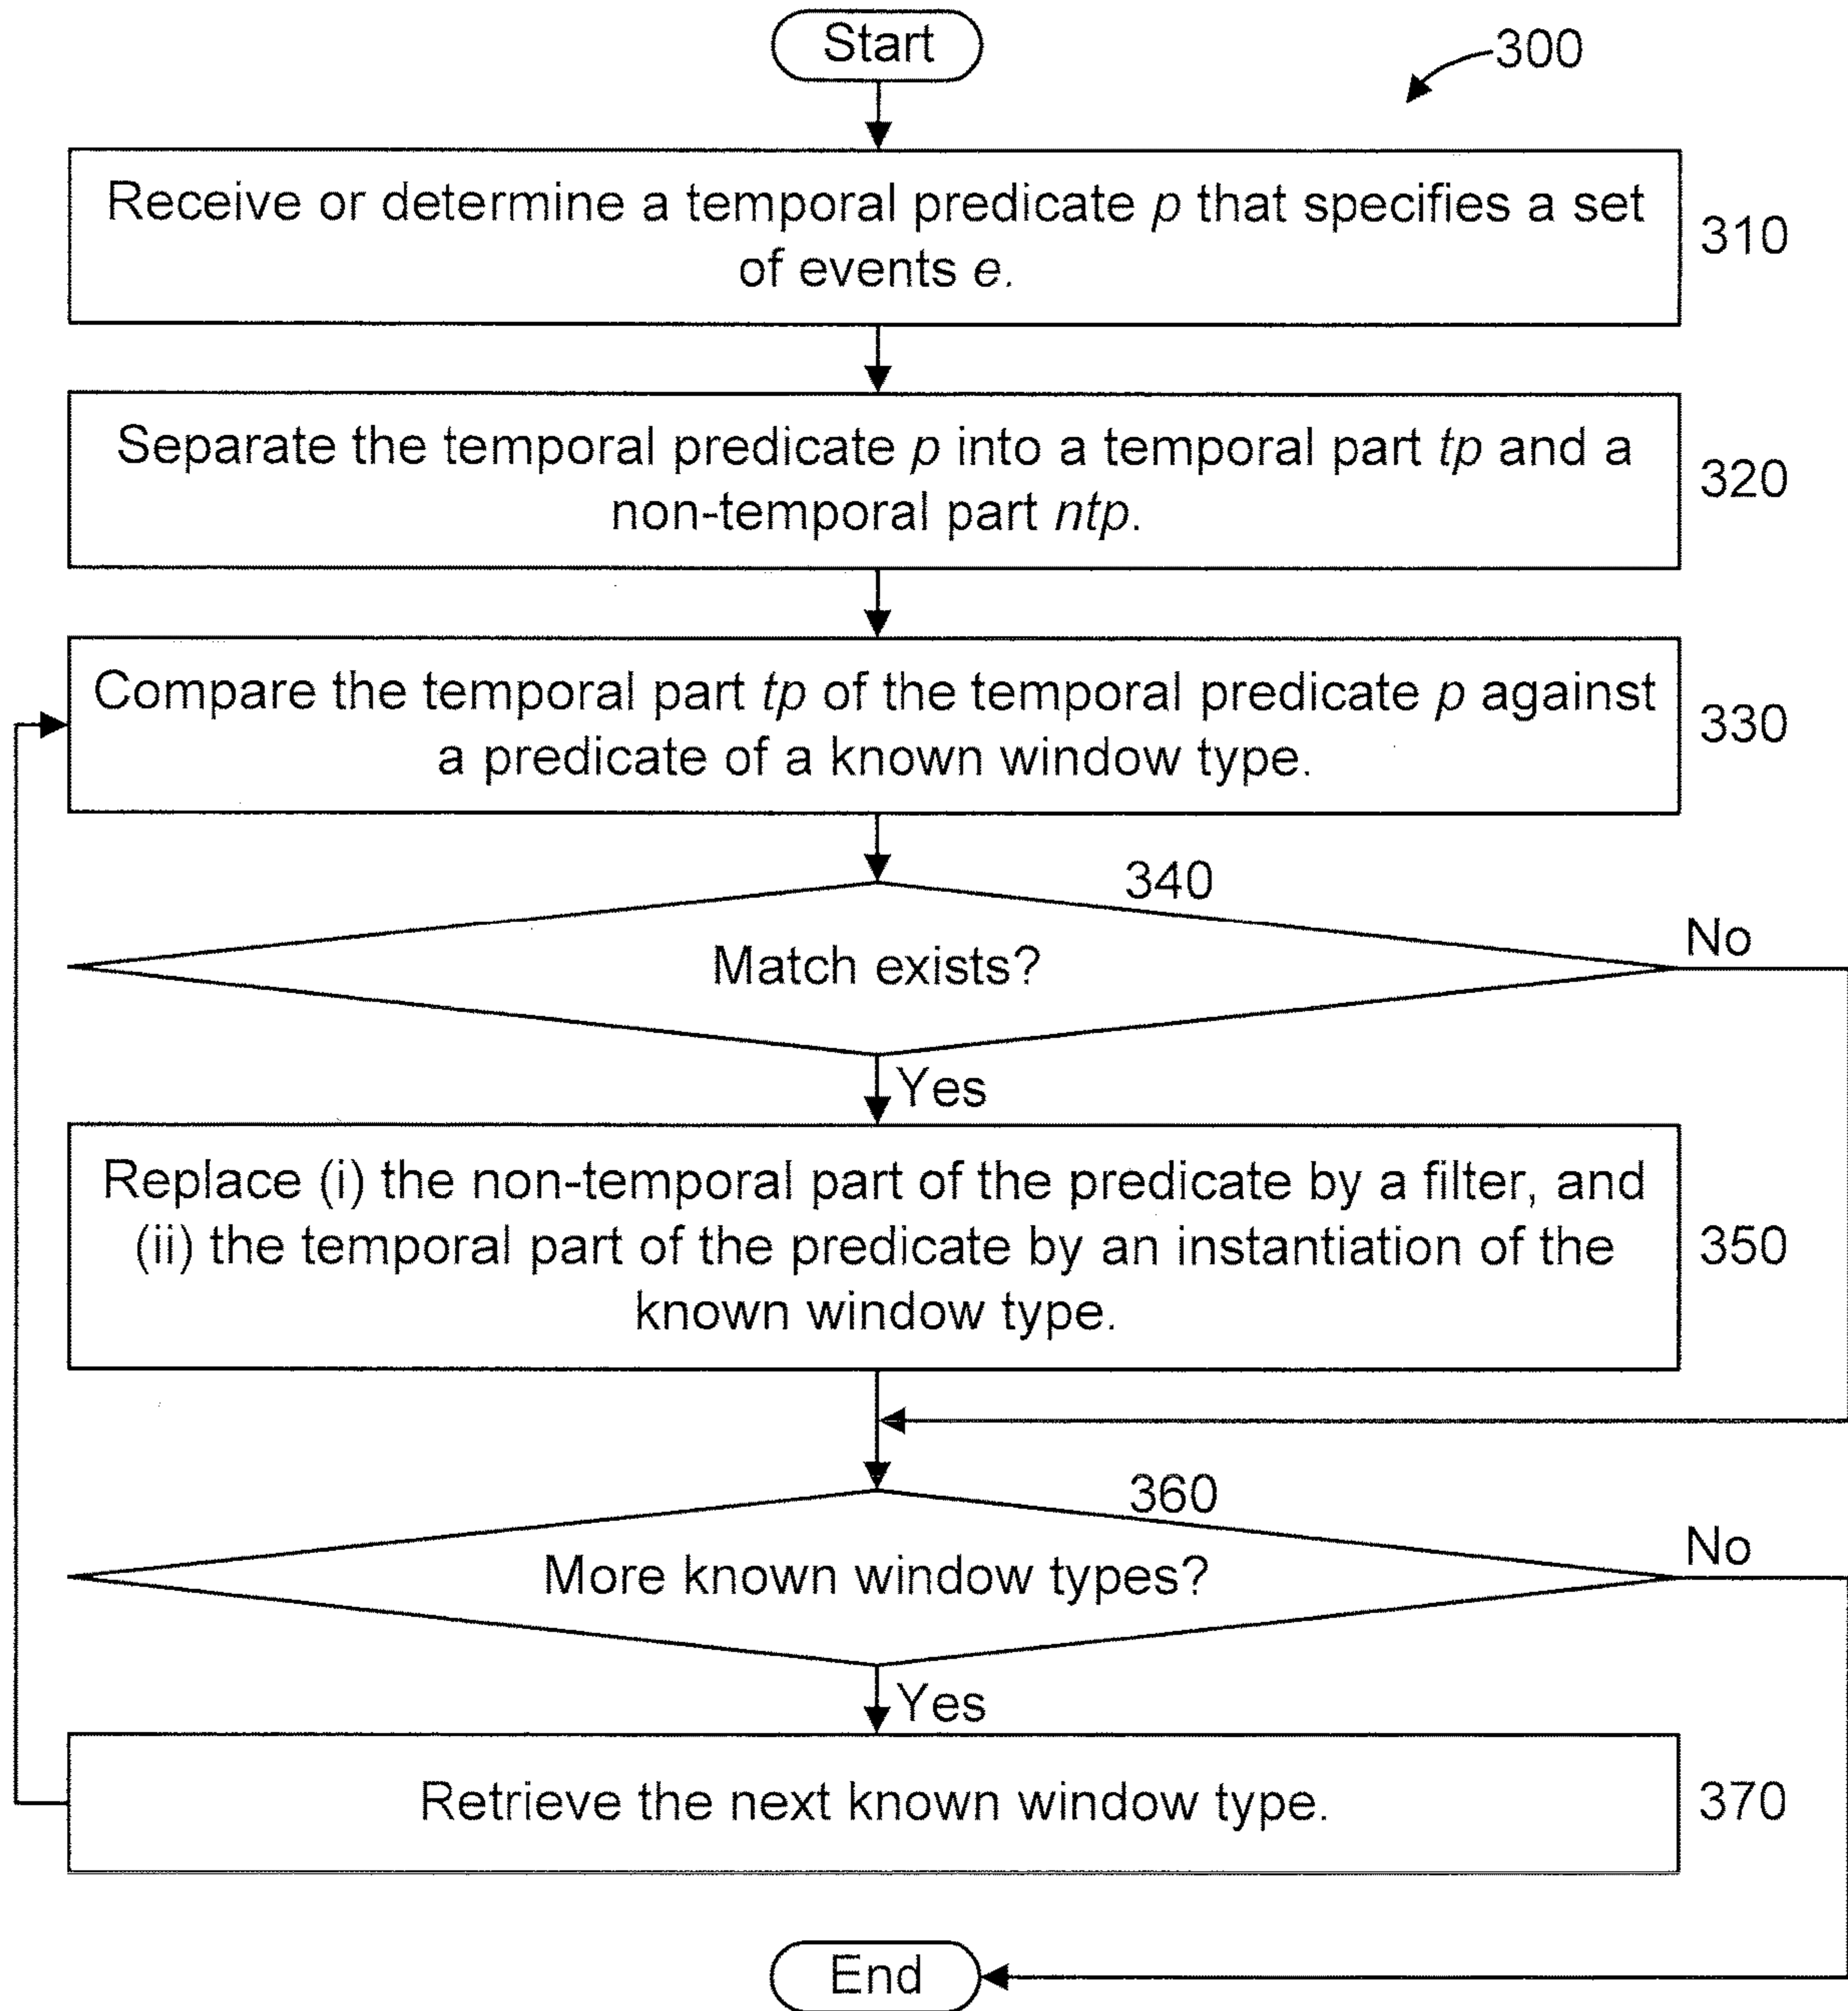 Start
300
Receive or determine a temporal predicate p that specifies a set
of events e.
310
Separate the temporal predicate p into a temporal part tp and a
non-temporal part ntp.
320
Compare the temporal part tp of the temporal predicate p against
a predicate of a known window type.
330
340
Match exists?
No
Yes
Replace (i) the non-temporal part of the predicate by a filter, and
(ii) the temporal part of the predicate by an instantiation of the
known window type.
350
360
More known window types?
No
Yes
Retrieve the next known window type.
370
End